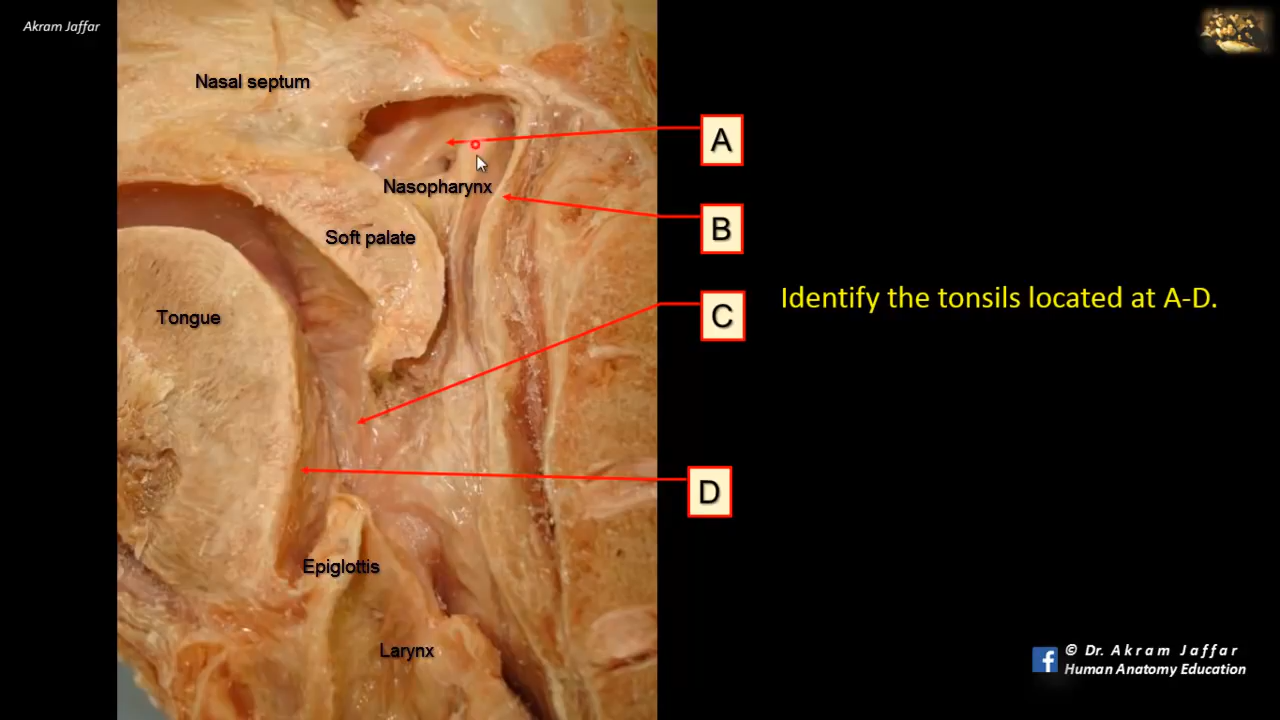 Akram Jaffar
Nasal septum
A
Nasopharynx
B
Soft palate
C
Identify the tonsils located at A-D.
Tongue
D
Epiglottis
Larynx
© Dr. Akram Jaffar
Human Anatomy Education